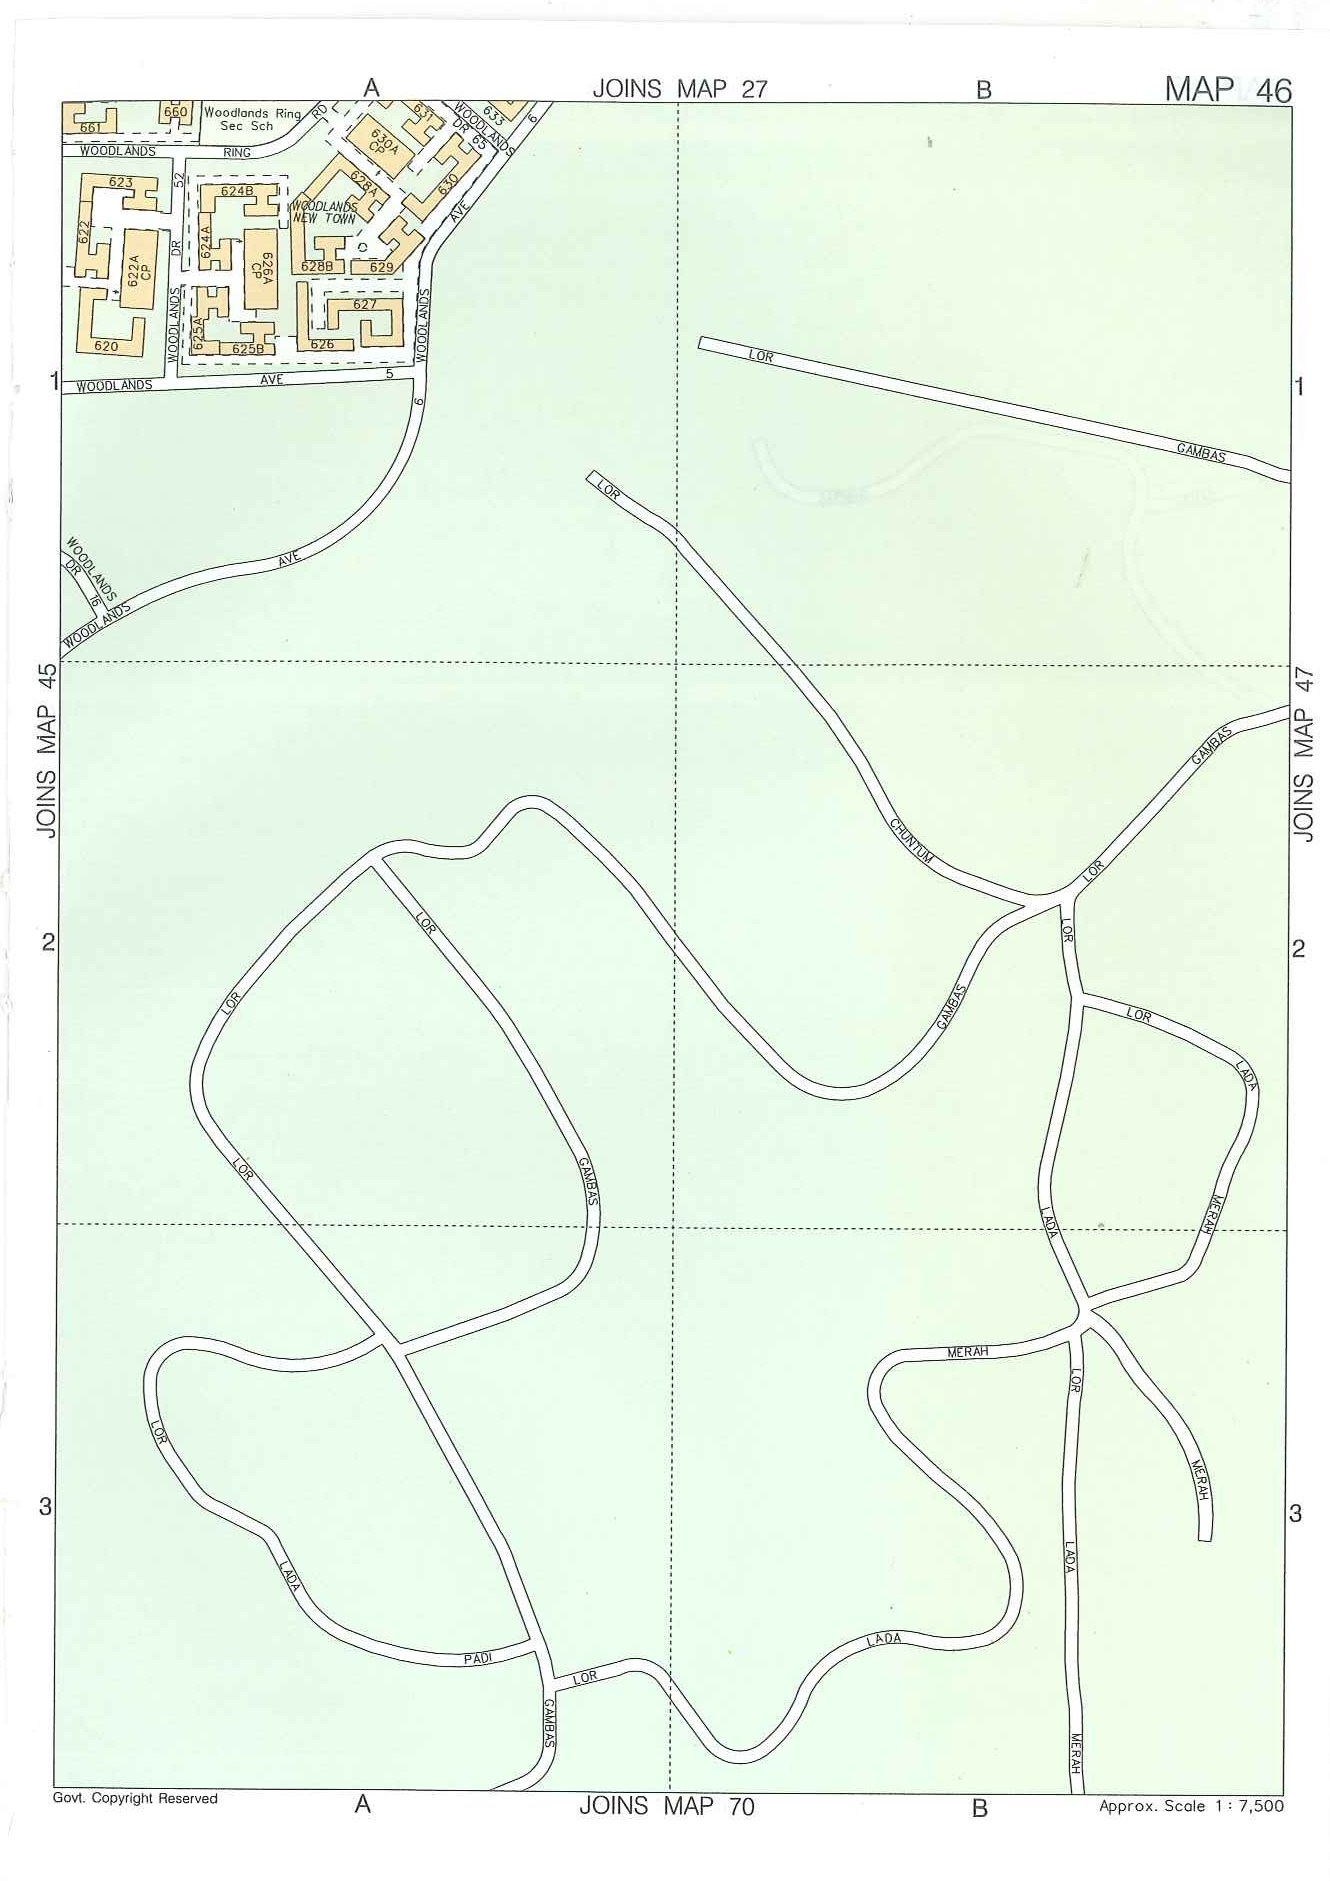 A
JOINS MAP 27
B
MAP 46
661
660
Woodlands Ring
Sec Sch
RD
631
633
WOODLANDS
DR 65
6
630A
CP
WOODLANDS
RING
WOODLANDS
623
52
624B
628A
630
WOODLANDS
NEW TOWN
AVE
622
DR
624A
622A
CP
626A
CP
628B
629
627
WOODLANDS
WOODLANDS
625A
620
625B
626
LOR
1
WOODLANDS
AVE
5
1
6
GAMBAS
LOR
WOODLANDS
DR
16
AVE
WOODLANDS
JOINS MAP 45
JOINS MAP 47
GAMBAS
CHUNTUM
LOR
LOR
LOR
2
2
LOR
GAMBAS
LOR
LADA
LOR
GAMBAS
MERAH
LADA
MERAH
LOR
LOR
MERAH
3
3
LADA
LADA
LADA
PADI
LOR
GAMBAS
MERAH
Govt. Copyright Reserved
A
JOINS MAP 70
B
Approx. Scale 1 : 7,500